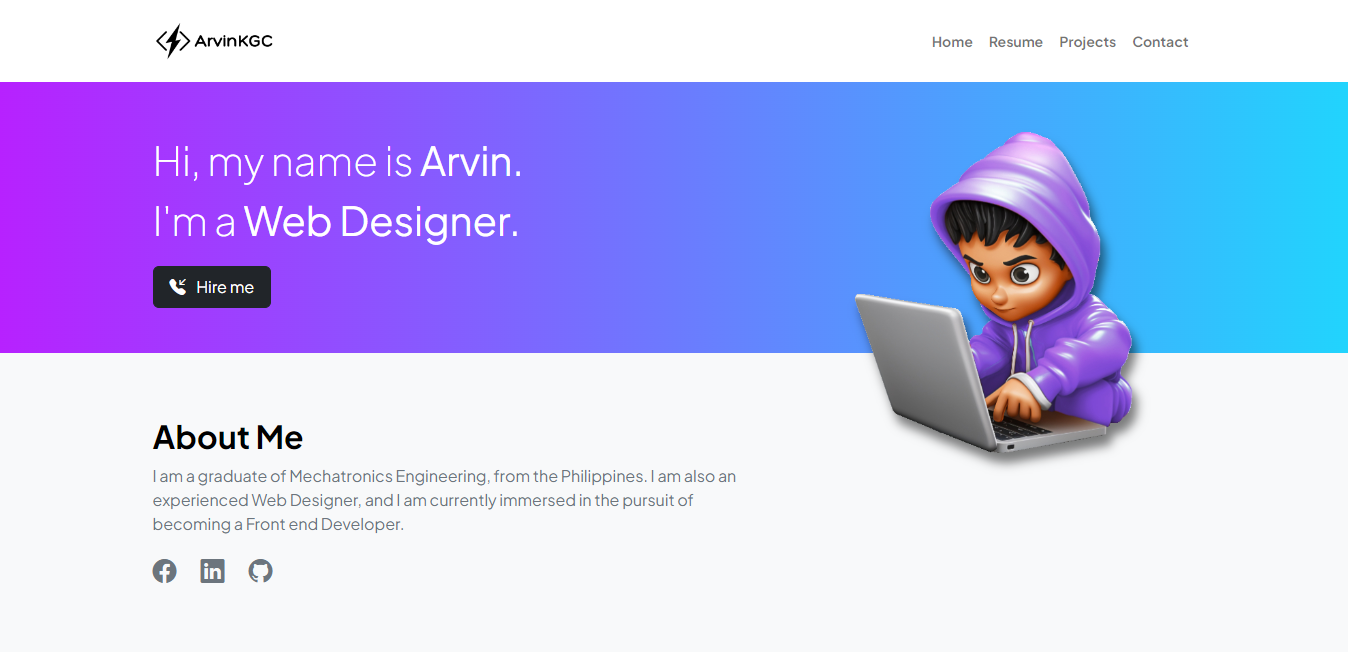 ArvinKGC
Home Resume Projects Contact
Hi, my name is Arvin.
I'm a Web Designer.
Hire me
About Me
I am a graduate of Mechatronics Engineering, from the Philippines. I am also an
experienced Web Designer, and I am currently immersed in the pursuit of
becoming a Front end Developer.